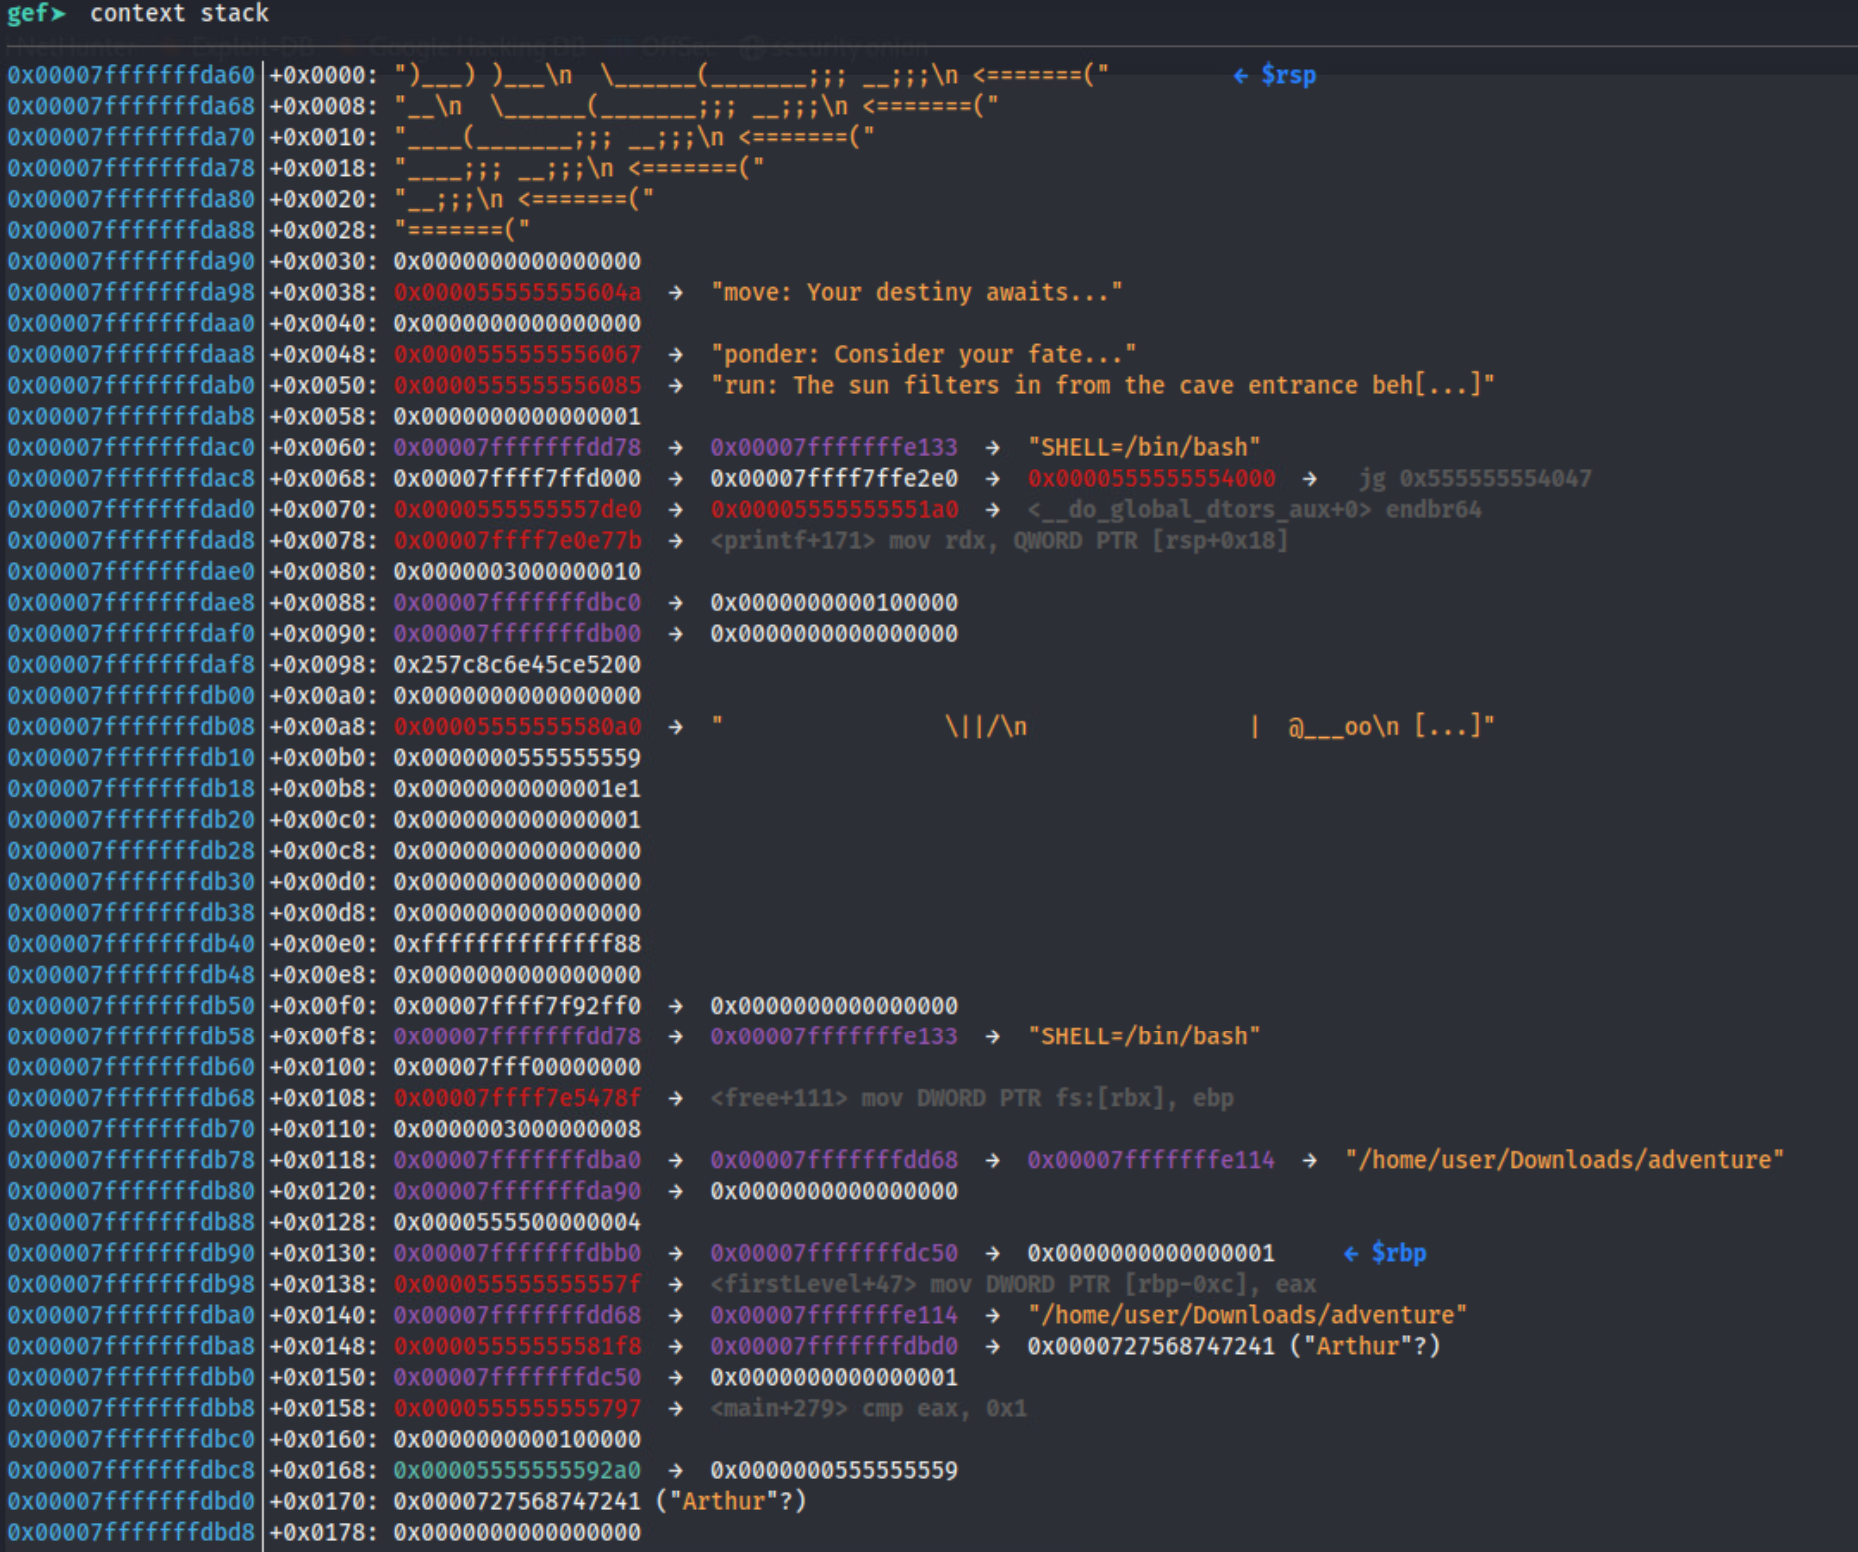 gef➤  context stack
0x00007fffffffda60│+0x0000: ")___) )___\n  \______(_______;;; __;;;\n <=======("	 ← $rsp
0x00007fffffffda68│+0x0008: "__\n  \______(_______;;; __;;;\n <=======("
0x00007fffffffda70│+0x0010: "____(_______;;; __;;;\n <=======("
0x00007fffffffda78│+0x0018: "____;;; __;;;\n <=======("
0x00007fffffffda80│+0x0020: "__;;;\n <=======("
0x00007fffffffda88│+0x0028: "=======("
0x00007fffffffda90│+0x0030: 0x0000000000000000
0x00007fffffffda98│+0x0038: 0x000055555555604a  →  "move: Your destiny awaits..."
0x00007fffffffdaa0│+0x0040: 0x0000000000000000
0x00007fffffffdaa8│+0x0048: 0x0000555555556067  →  "ponder: Consider your fate..."
0x00007fffffffdab0│+0x0050: 0x0000555555556085  →  "run: The sun filters in from the cave entrance beh[...]"
0x00007fffffffdab8│+0x0058: 0x0000000000000001
0x00007fffffffdac0│+0x0060: 0x00007fffffffdd78  →  0x00007fffffffe133  →  "SHELL=/bin/bash"
0x00007fffffffdac8│+0x0068: 0x00007ffff7ffd000  →  0x00007ffff7ffe2e0  →  0x0000555555554000  →   jg 0x555555554047
0x00007fffffffdad0│+0x0070: 0x0000555555557de0  →  0x00005555555551a0  →  <__do_global_dtors_aux+0> endbr64
0x00007fffffffdad8│+0x0078: 0x00007ffff7e0e77b  →  <printf+171> mov rdx, QWORD PTR [rsp+0x18]
0x00007fffffffdae0│+0x0080: 0x0000003000000010
0x00007fffffffdae8│+0x0088: 0x00007fffffffdbc0  →  0x0000000000100000
0x00007fffffffdaf0│+0x0090: 0x00007fffffffdb00  →  0x0000000000000000
0x00007fffffffdaf8│+0x0098: 0x257c8c6e45ce5200
0x00007fffffffdb00│+0x00a0: 0x0000000000000000
0x00007fffffffdb08│+0x00a8: 0x00005555555580a0  →  "                \||/\n                |  @___oo\n [...]"
0x00007fffffffdb10│+0x00b0: 0x0000000555555559
0x00007fffffffdb18│+0x00b8: 0x00000000000001e1
0x00007fffffffdb20│+0x00c0: 0x0000000000000001
0x00007fffffffdb28│+0x00c8: 0x0000000000000000
0x00007fffffffdb30│+0x00d0: 0x0000000000000000
0x00007fffffffdb38│+0x00d8: 0x0000000000000000
0x00007fffffffdb40│+0x00e0: 0xffffffffffffff88
0x00007fffffffdb48│+0x00e8: 0x0000000000000000
0x00007fffffffdb50│+0x00f0: 0x00007ffff7f92ff0  →  0x0000000000000000
0x00007fffffffdb58│+0x00f8: 0x00007fffffffdd78  →  0x00007fffffffe133  →  "SHELL=/bin/bash"
0x00007fffffffdb60│+0x0100: 0x00007fff00000000
0x00007fffffffdb68│+0x0108: 0x00007ffff7e5478f  →  <free+111> mov DWORD PTR fs:[rbx], ebp
0x00007fffffffdb70│+0x0110: 0x0000003000000008
0x00007fffffffdb78│+0x0118: 0x00007fffffffdba0  →  0x00007fffffffdd68  →  0x00007fffffffe114  →  "/home/user/Downloads/adventure"
0x00007fffffffdb80│+0x0120: 0x00007fffffffda90  →  0x0000000000000000
0x00007fffffffdb88│+0x0128: 0x0000555500000004
0x00007fffffffdb90│+0x0130: 0x00007fffffffdbb0  →  0x00007fffffffdc50  →  0x0000000000000001	 ← $rbp
0x00007fffffffdb98│+0x0138: 0x000055555555557f  →  <firstLevel+47> mov DWORD PTR [rbp-0xc], eax
0x00007fffffffdba0│+0x0140: 0x00007fffffffdd68  →  0x00007fffffffe114  →  "/home/user/Downloads/adventure"
0x00007fffffffdba8│+0x0148: 0x00005555555581f8  →  0x00007fffffffdbd0  →  0x0000727568747241 ("Arthur"?)
0x00007fffffffdbb0│+0x0150: 0x00007fffffffdc50  →  0x0000000000000001
0x00007fffffffdbb8│+0x0158: 0x0000555555555797  →  <main+279> cmp eax, 0x1
0x00007fffffffdbc0│+0x0160: 0x0000000000100000
0x00007fffffffdbc8│+0x0168: 0x00005555555592a0  →  0x0000000555555559
0x00007fffffffdbd0│+0x0170: 0x0000727568747241 ("Arthur"?)
0x00007fffffffdbd8│+0x0178: 0x0000000000000000